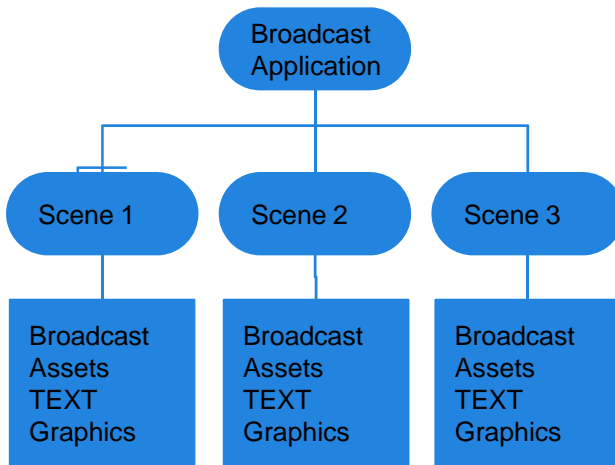 Broadcast
Application
Scene 1
Scene 2
Scene 3
Broadcast
Assets
TEXT
Graphics
Broadcast
Assets
TEXT
Graphics
Broadcast
Assets
TEXT
Graphics